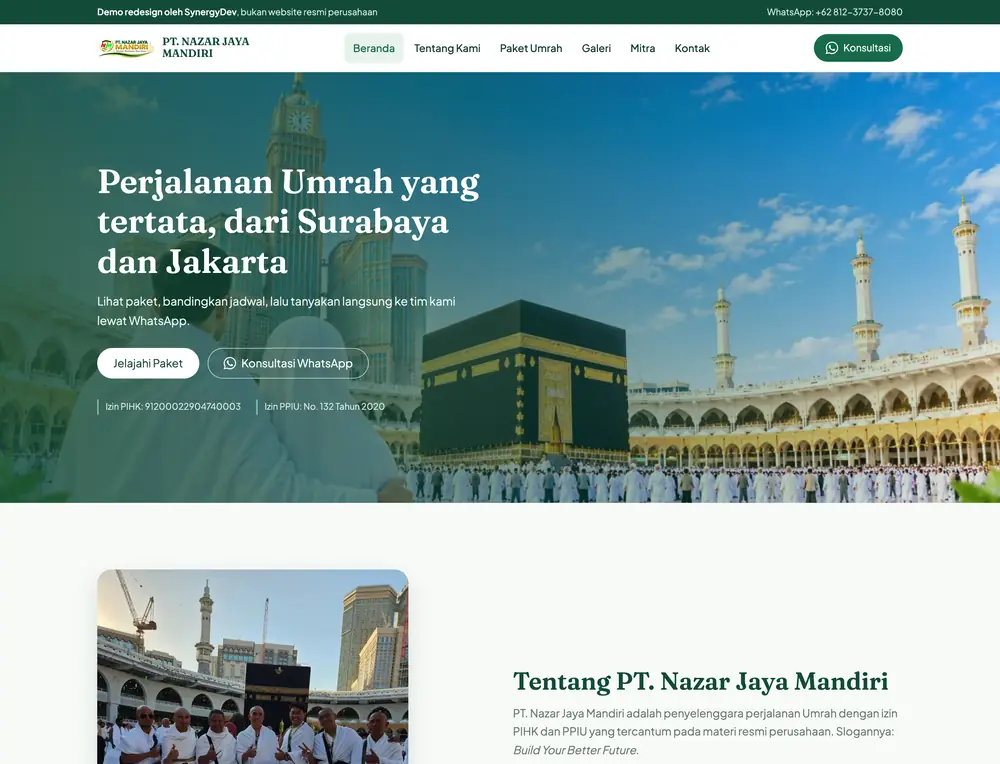 Demo redesign oleh SynergyDev, bukan website resmi perusahaan
WhatsApp: +62 812-3737-8080
PT. NAZAR JAYA
MANDIRI
PT. NAZAR JAYA
MANDIRI
Beranda
Tentang Kami
Paket Umrah
Galeri
Mitra
Kontak
Konsultasi
Perjalanan Umrah yang
tertata, dari Surabaya
dan Jakarta
Lihat paket, bandingkan jadwal, lalu tanyakan langsung ke tim kami
lewat WhatsApp.
Jelajahi Paket
Konsultasi WhatsApp
Izin PIHK: 91200022904740003
Izin PPIU: No. 132 Tahun 2020
Tentang PT. Nazar Jaya Mandiri
PT. Nazar Jaya Mandiri adalah penyelenggara perjalanan Umrah dengan izin
PIHK dan PPIU yang tercantum pada materi resmi perusahaan. Slogannya:
Build Your Better Future.